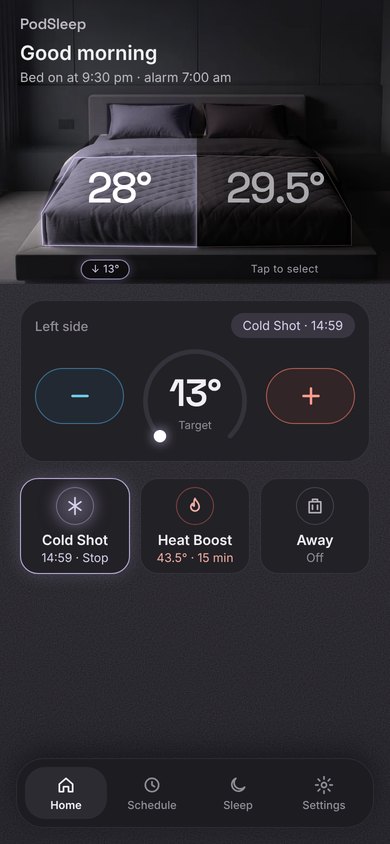 PodSleep
Good morning
Bed on at 9:30 pm · alarm 7:00 am
28° 29.5°
↓ 13° Tap to select
Left side Cold Shot · 14:59
− 13° +
Target
Cold Shot Heat Boost Away
14:59 · Stop 43.5° · 15 min Off
Home Schedule Sleep Settings